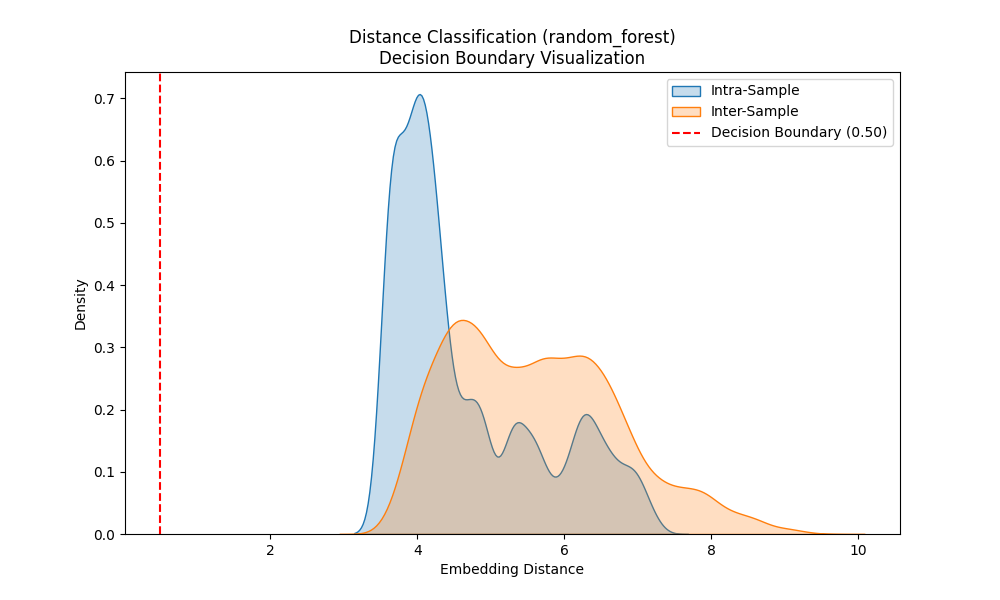 Distance Classification (random_forest)
Decision Boundary Visualization
Intra-Sample
Inter-Sample
Decision Boundary (0.50)
Density
0.7
0.6
0.5
0.4
0.3
0.2
0.1
0.0
2
4
6
8
10
Embedding Distance